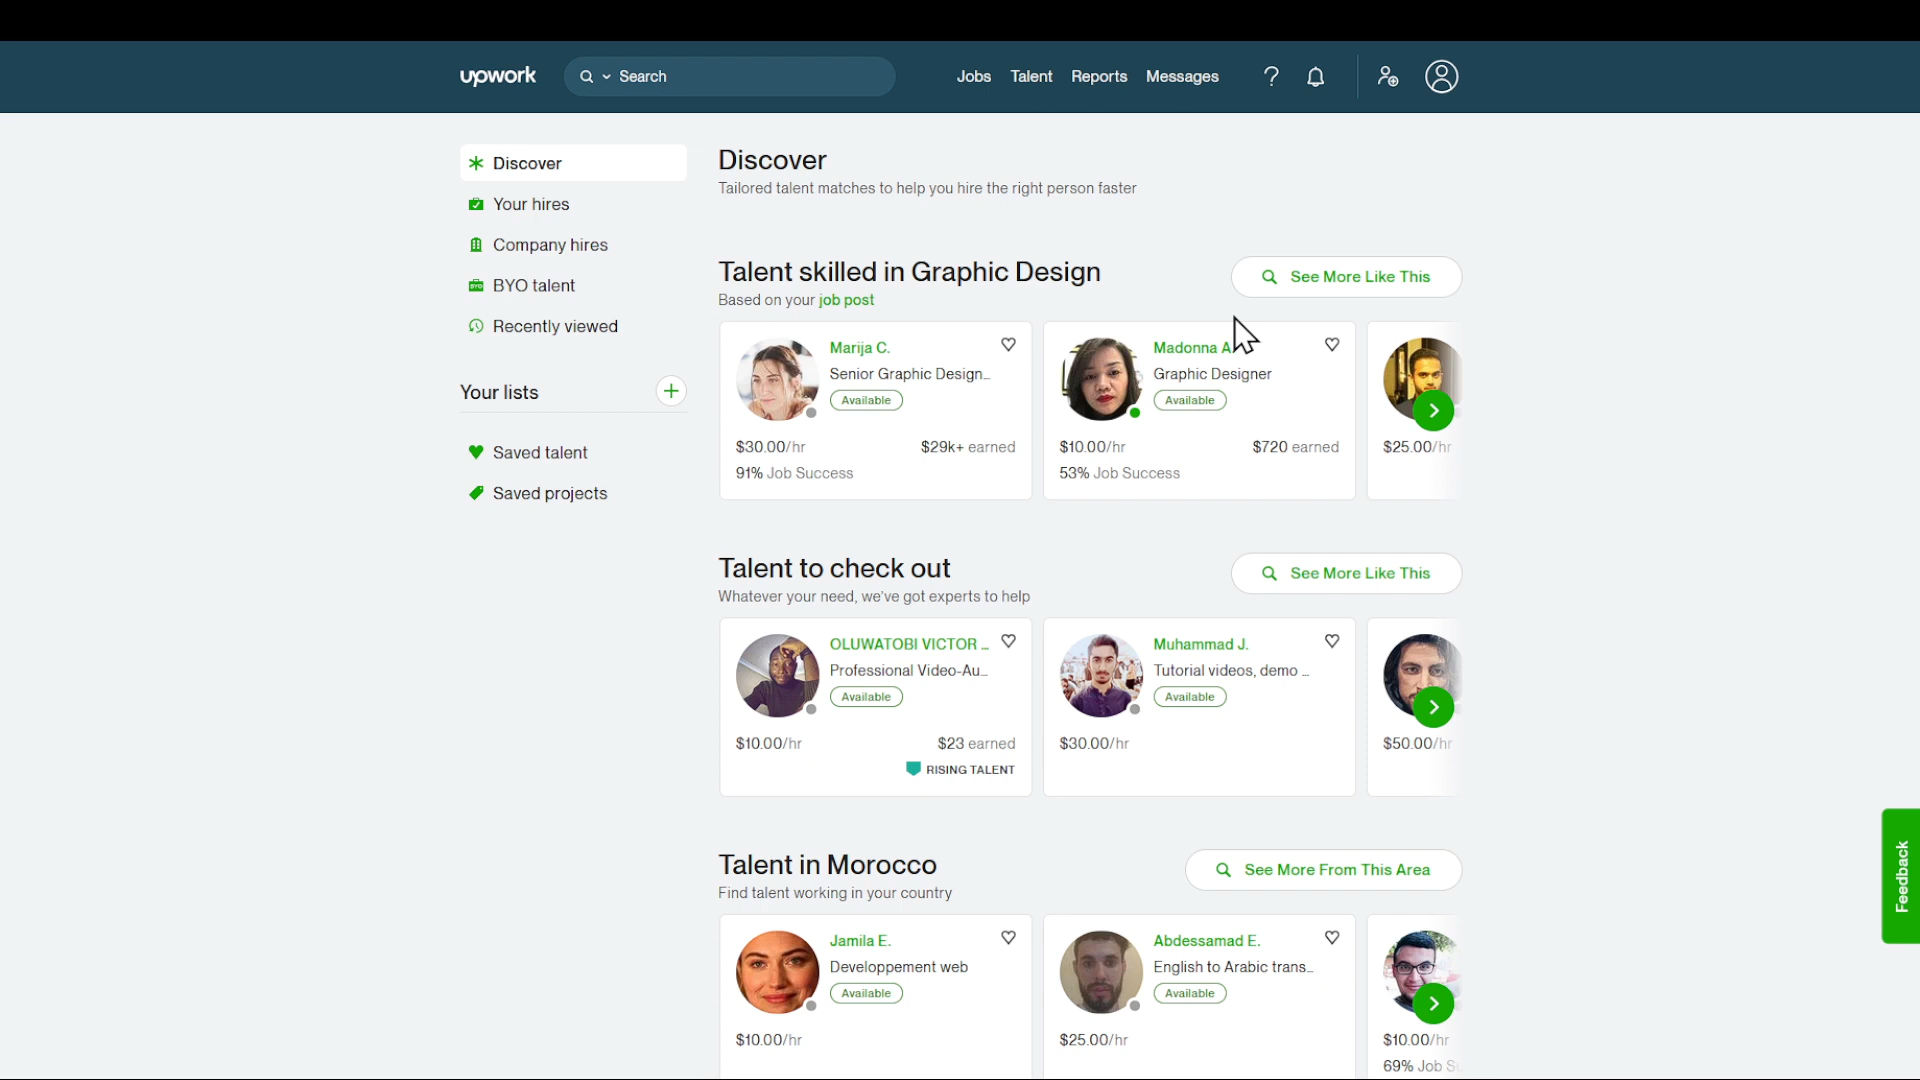 upwork
Search
Jobs Talent Reports Messages
Discover
Your hires
Company hires
BYO talent
Recently viewed
Your lists
Saved talent
Saved projects
Discover
Tailored talent matches to help you hire the right person faster
Talent skilled in Graphic Design
Based on your job post
See More Like This
Marija C.
Senior Graphic Design...
Available
$30.00/hr $29k+ earned
91% Job Success
Madonna A
Graphic Designer
Available
$10.00/hr $720 earned
53% Job Success
$25.00/hr
Talent to check out
Whatever your need, we've got experts to help
See More Like This
OLUWATOBI VICTOR ...
Professional Video-Au...
Available
$10.00/hr $23 earned
RISING TALENT
Muhammad J.
Tutorial videos, demo ...
Available
$30.00/hr
$50.00/hr
Talent in Morocco
Find talent working in your country
See More From This Area
Jamila E.
Developpement web
Available
$10.00/hr
Abdessamad E.
English to Arabic trans...
Available
$25.00/hr
$10.00/hr
69% Job
Feedback